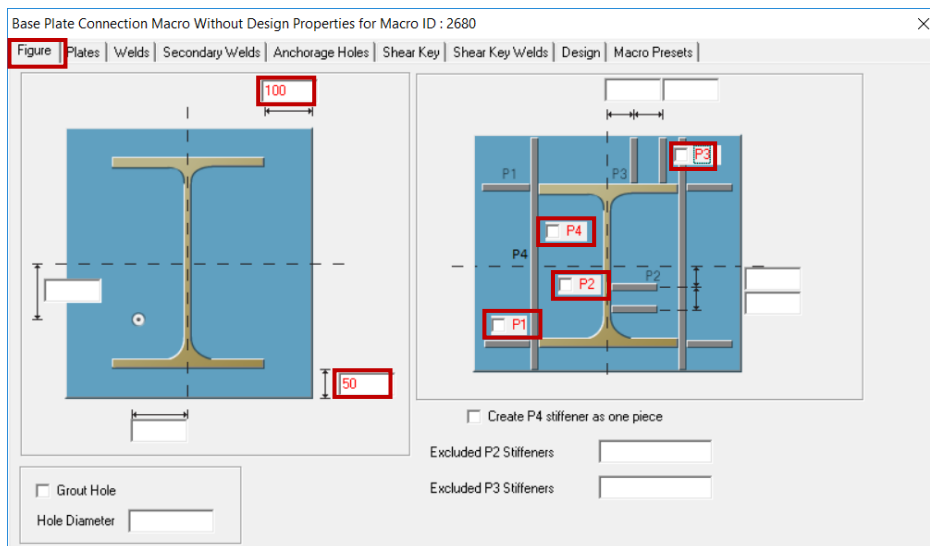 Base Plate Connection Macro Without Design Properties for Macro ID : 2680
Figure Plates Welds Secondary Welds Anchorage Holes Shear Key Shear Key Welds Design Macro Presets
100
50
P1
P3
P3
P4
P4
P2
P2
P1
Create P4 stiffener as one piece
Excluded P2 Stiffeners
Excluded P3 Stiffeners
Grout Hole
Hole Diameter